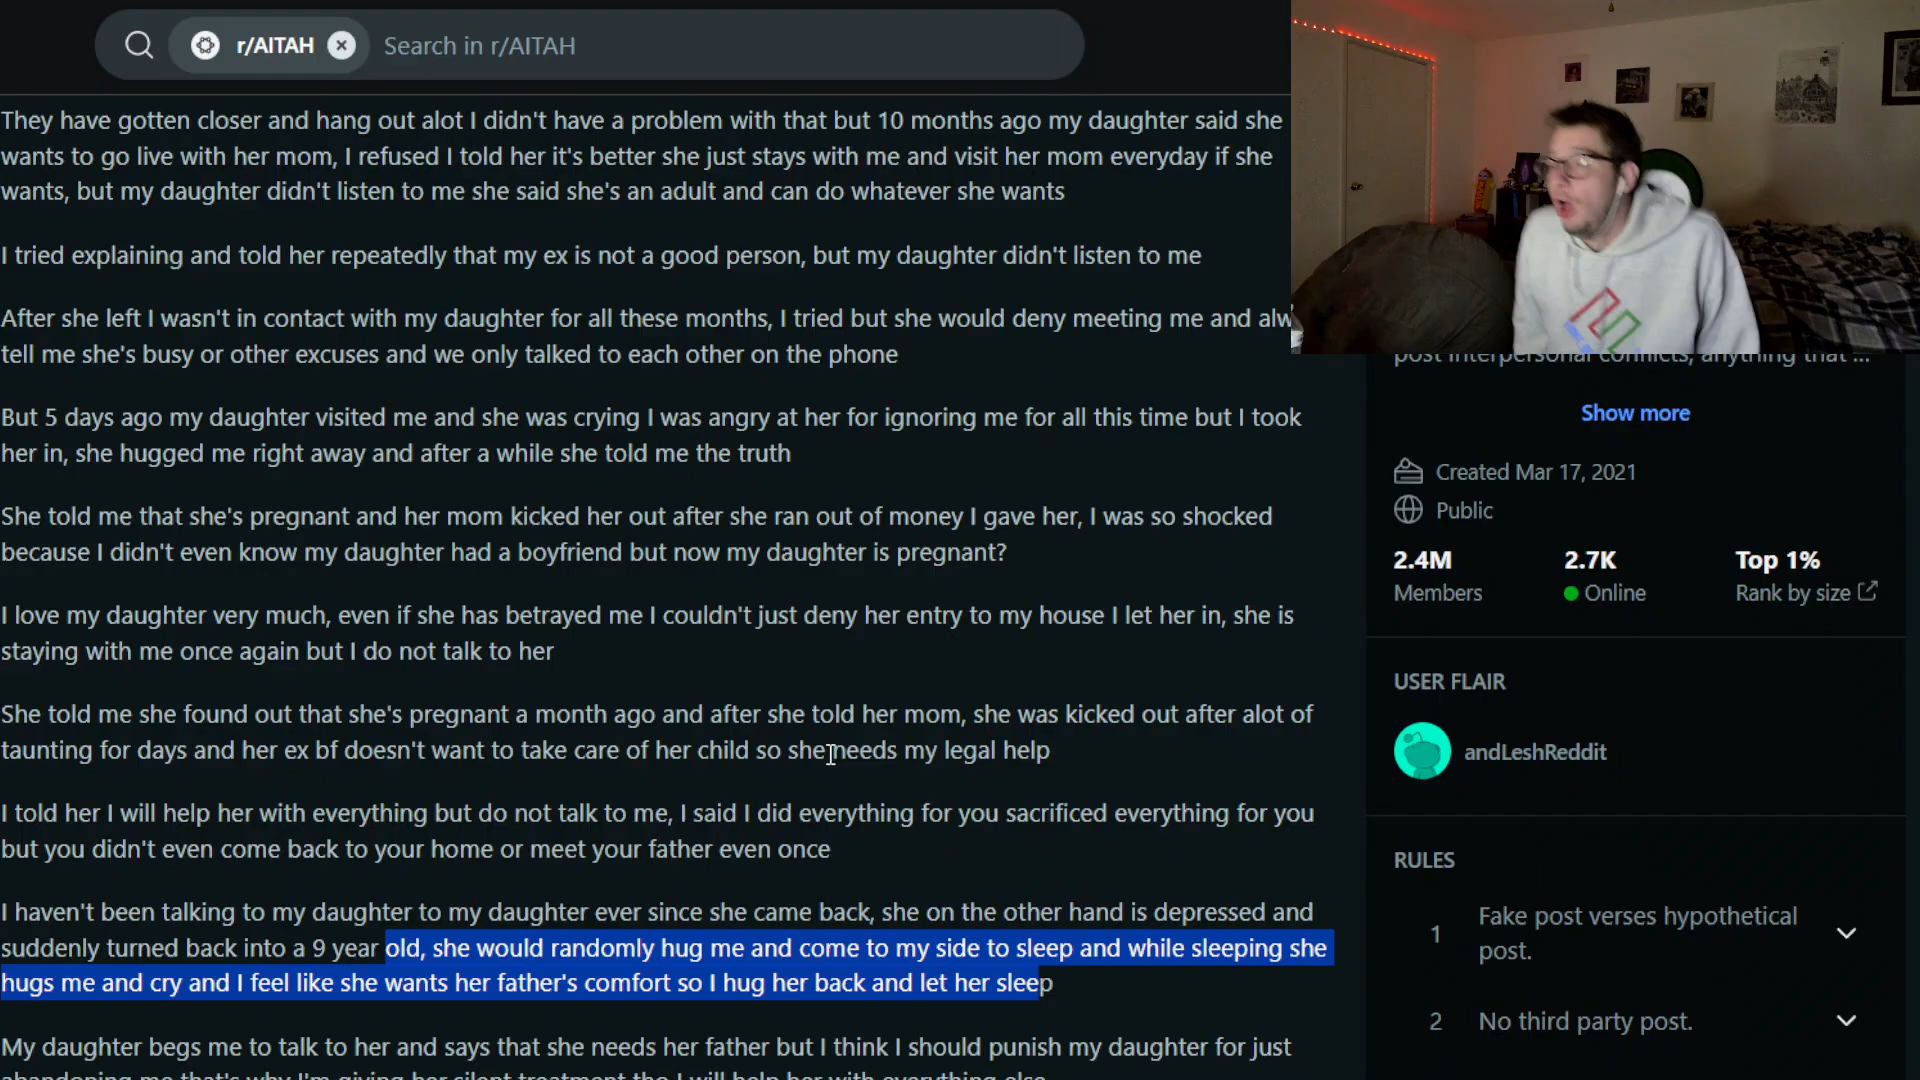 r/AITAH Search in r/AITAH
They have gotten closer and hang out alot I didn't have a problem with that but 10 months ago my daughter said she
wants to go live with her mom, I refused I told her it's better she just stays with me and visit her mom everyday if she
wants, but my daughter didn't listen to me she said she's an adult and can do whatever she wants
I tried explaining and told her repeatedly that my ex is not a good person, but my daughter didn't listen to me
After she left I wasn't in contact with my daughter for all these months, I tried but she would deny meeting me and alw
tell me she's busy or other excuses and we only talked to each other on the phone
But 5 days ago my daughter visited me and she was crying I was angry at her for ignoring me for all this time but I took
her in, she hugged me right away and after a while she told me the truth
She told me that she's pregnant and her mom kicked her out after she ran out of money I gave her, I was so shocked
because I didn't even know my daughter had a boyfriend but now my daughter is pregnant?
I love my daughter very much, even if she has betrayed me I couldn't just deny her entry to my house I let her in, she is
staying with me once again but I do not talk to her
She told me she found out that she's pregnant a month ago and after she told her mom, she was kicked out after alot of
taunting for days and her ex bf doesn't want to take care of her child so she needs my legal help
I told her I will help her with everything but do not talk to me, I said I did everything for you sacrificed everything for you
but you didn't even come back to your home or meet your father even once
I haven't been talking to my daughter to my daughter ever since she came back, she on the other hand is depressed and
suddenly turned back into a 9 year old, she would randomly hug me and come to my side to sleep and while sleeping she
hugs me and cry and I feel like she wants her father's comfort so I hug her back and let her sleep
My daughter begs me to talk to her and says that she needs her father but I think I should punish my daughter for just
abandoning me that's why I'm giving her silent treatment tho I will help her with everything else
post interpersonal conflicts, anything that ...
Show more
Created Mar 17, 2021
Public
2.4M 2.7K Top 1%
Members Online Rank by size
USER FLAIR
andLeshReddit
RULES
1 Fake post verses hypothetical
post.
2 No third party post.